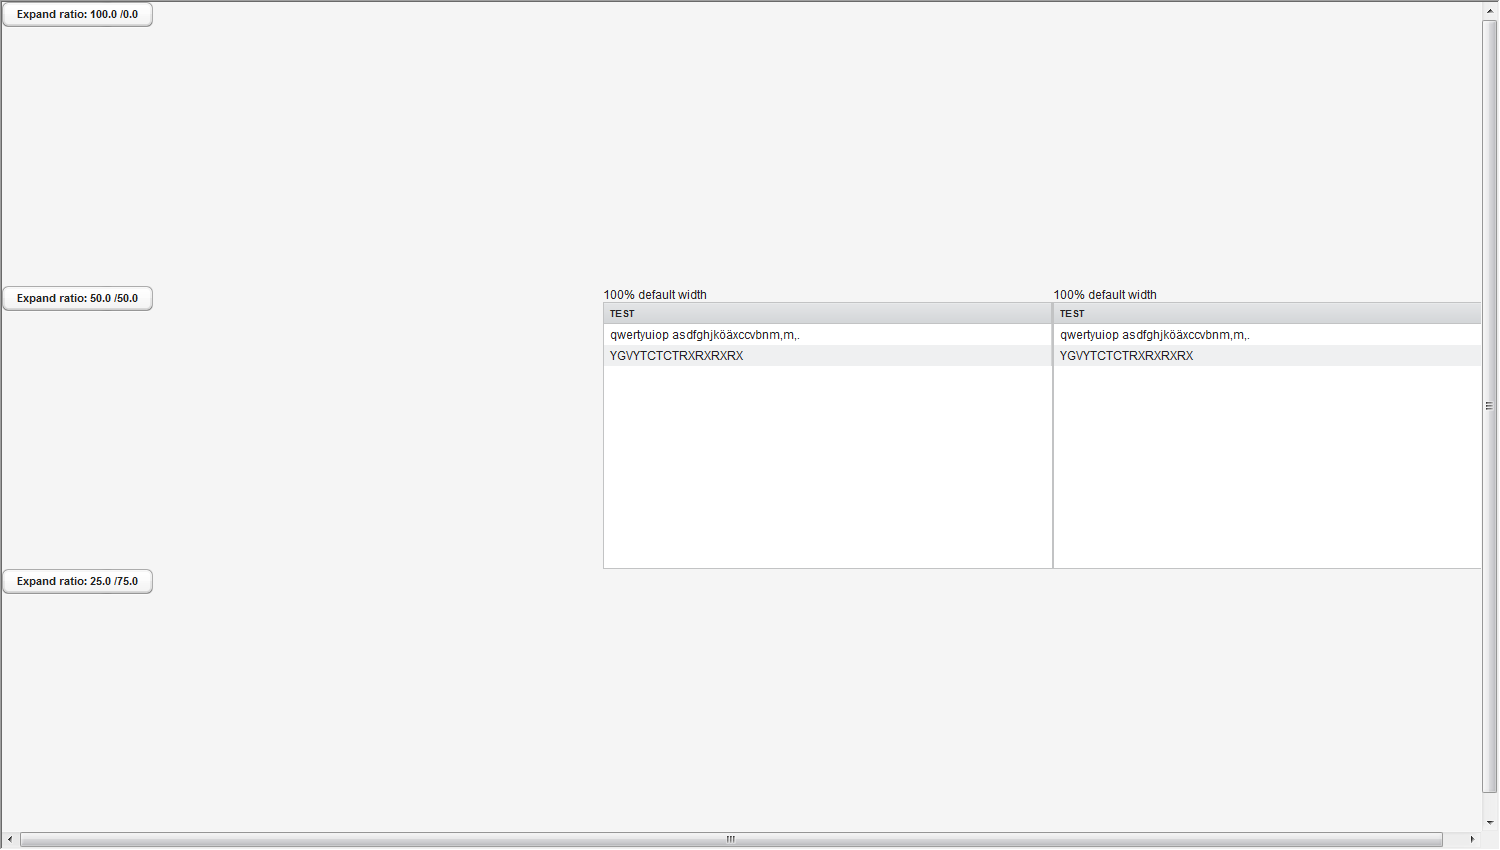 Expand ratio: 100.0 /0.0
Expand ratio: 50.0 /50.0
100% default width 100% default width
TEST TEST
qwertyuiop asdfghjköäxccvbnm,m,. qwertyuiop asdfghjköäxccvbnm,m,.
YGVYTCTCTRXRXRXRX YGVYTCTCTRXRXRXRX
Expand ratio: 25.0 /75.0